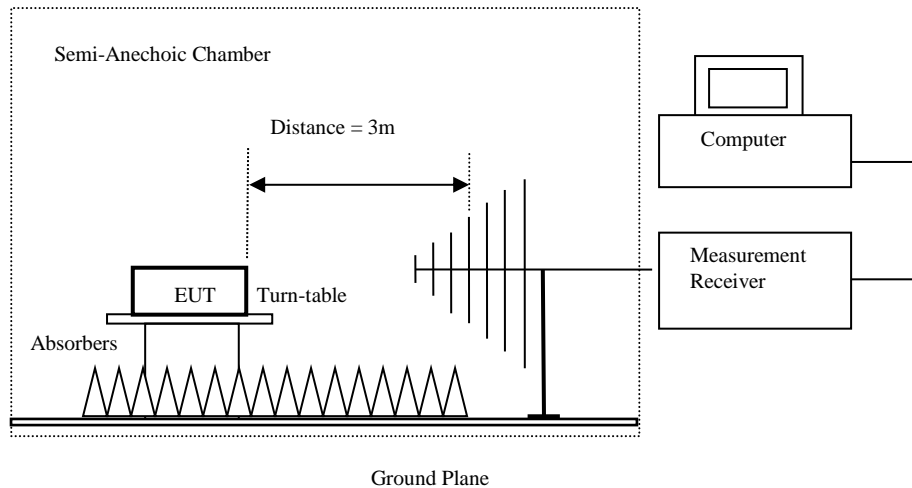 Semi-Anechoic Chamber
Distance = 3m
Computer
Measurement
Receiver
EUT
Turn-table
Absorbers
Ground Plane